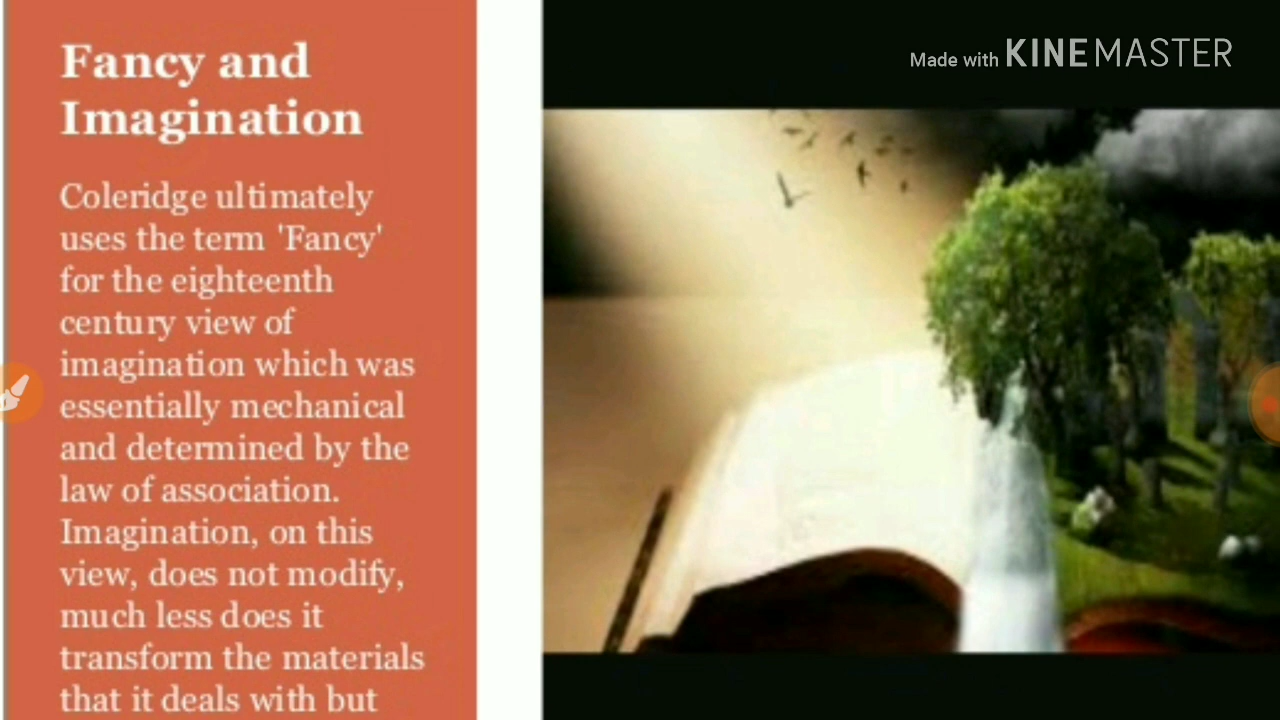 Fancy and
Imagination
Coleridge ultimately
uses the term 'Fancy'
for the eighteenth
century view of
imagination which was
essentially mechanical
and determined by the
law of association.
Imagination, on this
view, does not modify,
much less does it
transform the materials
that it deals with but
Made with KINEMASTER